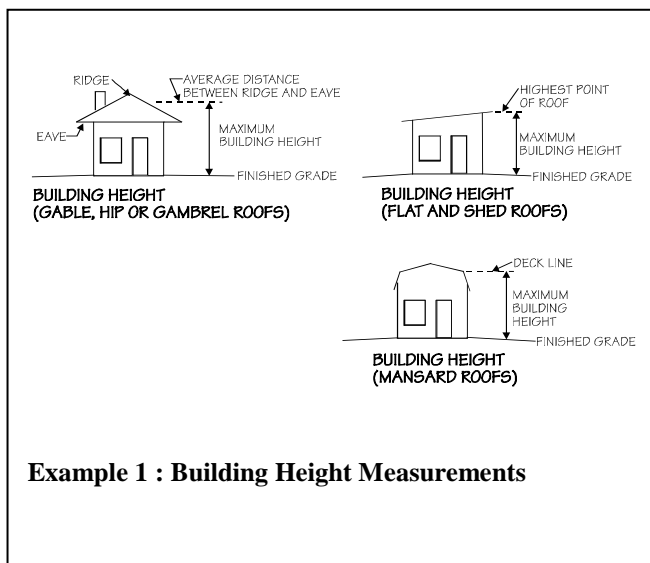 RIDGE
AVERAGE DISTANCE
BETWEEN RIDGE AND EAVE
EAVE
MAXIMUM
BUILDING HEIGHT
FINISHED GRADE
BUILDING HEIGHT
(GABLE, HIP OR GAMBREL ROOFS)
HIGHEST POINT
OF ROOF
MAXIMUM
BUILDING HEIGHT
FINISHED GRADE
BUILDING HEIGHT
(FLAT AND SHED ROOFS)
DECK LINE
MAXIMUM
BUILDING
HEIGHT
FINISHED GRADE
BUILDING HEIGHT
(MANSARD ROOFS)
Example 1 : Building Height Measurements